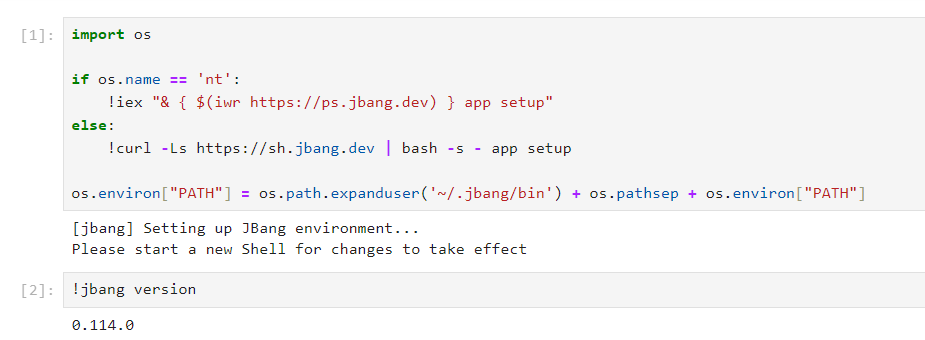 [1]: import os
if os.name == 'nt':
    !iex "& { $(iwr https://ps.jbang.dev) } app setup"
else:
    !curl -Ls https://sh.jbang.dev | bash -s - app setup
os.environ["PATH"] = os.path.expanduser('~/.jbang/bin') + os.pathsep + os.environ["PATH"]
[jbang] Setting up JBang environment...
Please start a new Shell for changes to take effect
[2]: !jbang version
0.114.0